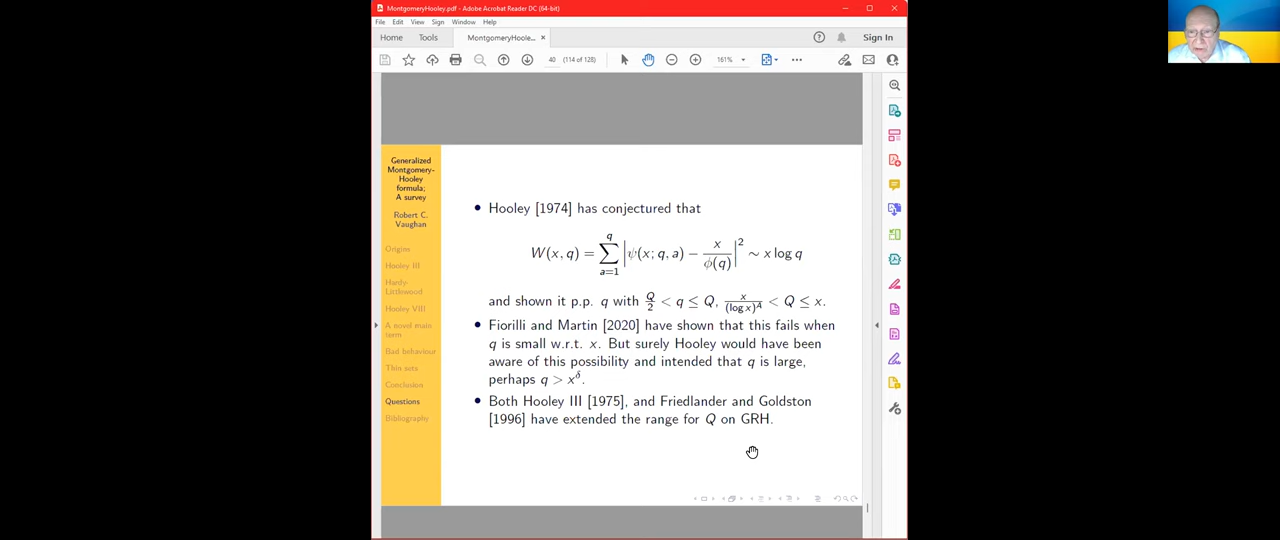 MontgomeryHooley.pdf - Adobe Acrobat Reader DC (64-bit)
File Edit View Sign Window Help
Home Tools MontgomeryHoole... × Sign In
40 (114 of 128) 161%
Generalized
Montgomery-
Hooley
formula;
A survey
Robert C.
Vaughan
Origins
Hooley III
Hardy-
Littlewood
Hooley VIII
A novel main
term
Bad behaviour
Thin sets
Conclusion
Questions
Bibliography
• Hooley [1974] has conjectured that
W(x, q) = ∑_{a=1}^{q} |ψ(x; q, a) − x/ϕ(q)|² ∼ x log q
and shown it p.p. q with Q/2 < q ≤ Q, x/(log x)^A < Q ≤ x.
• Fiorilli and Martin [2020] have shown that this fails when
q is small w.r.t. x. But surely Hooley would have been
aware of this possibility and intended that q is large,
perhaps q > x^δ.
• Both Hooley III [1975], and Friedlander and Goldston
[1996] have extended the range for Q on GRH.